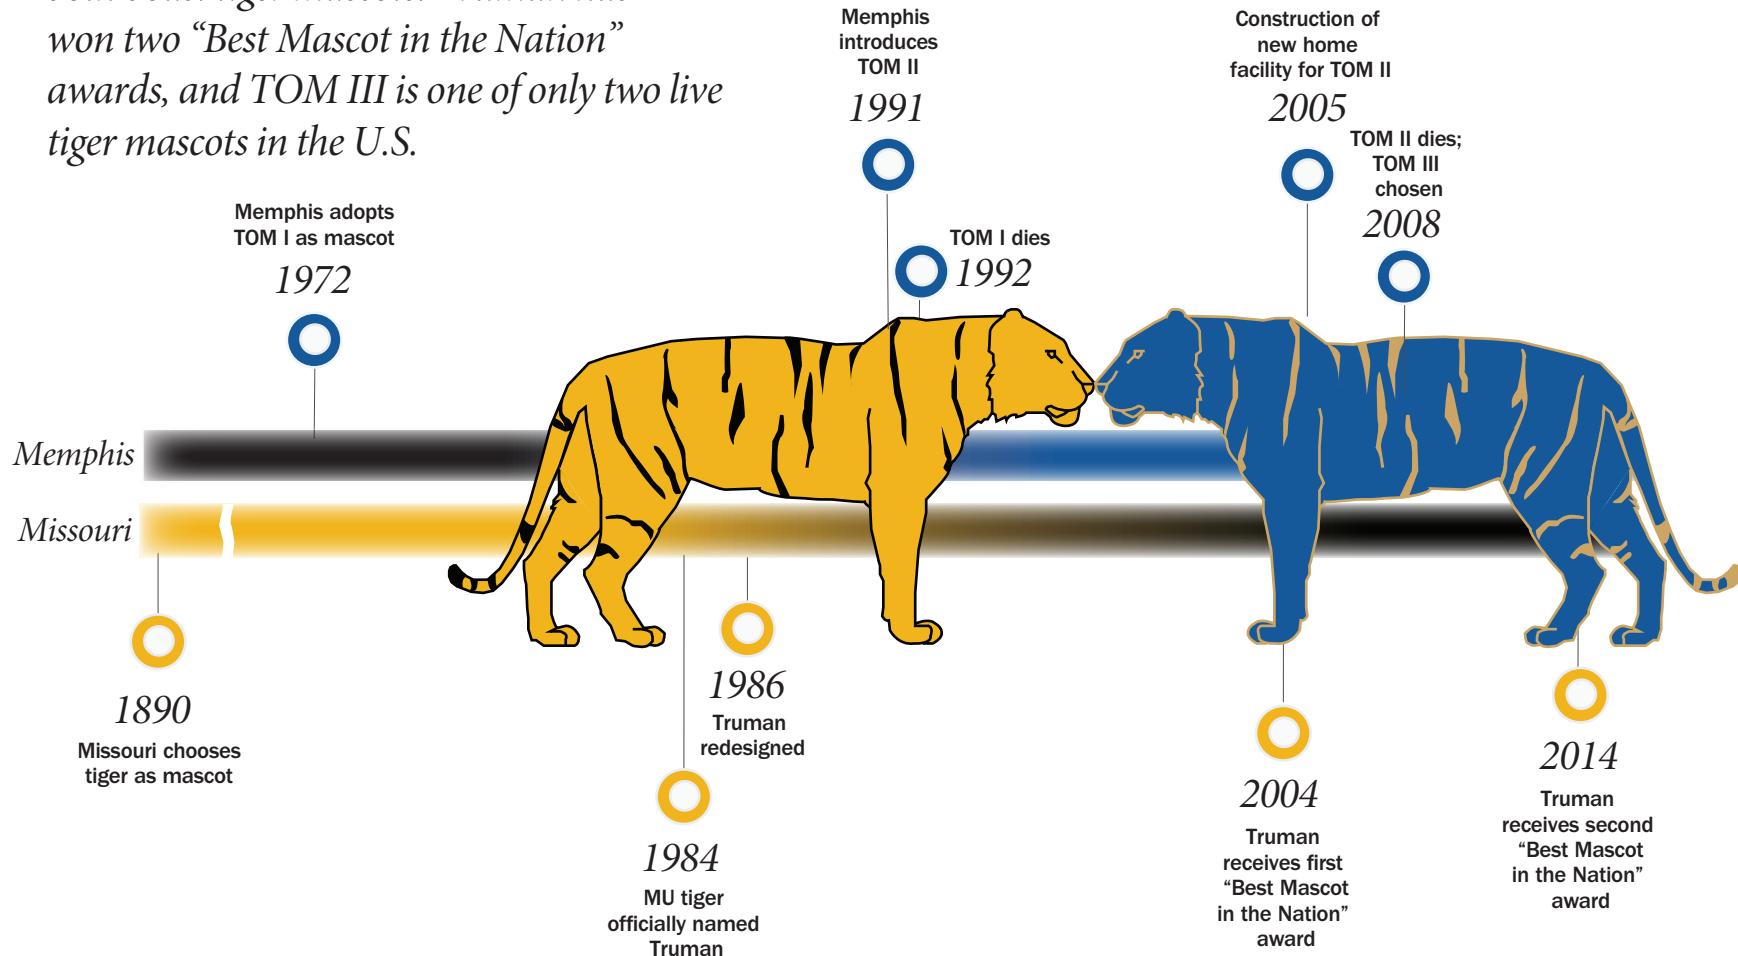 won two “Best Mascot in the Nation”
awards, and TOM III is one of only two live
tiger mascots in the U.S.
Memphis
introduces
TOM II
1991
Construction of
new home
facility for TOM II
2005
TOM II dies;
TOM III
chosen
2008
Memphis adopts
TOM I as mascot
1972
TOM I dies
1992
Memphis
Missouri
1890
Missouri chooses
tiger as mascot
1986
Truman
redesigned
1984
MU tiger
officially named
Truman
2004
Truman
receives first
“Best Mascot
in the Nation”
award
2014
Truman
receives second
“Best Mascot
in the Nation”
award